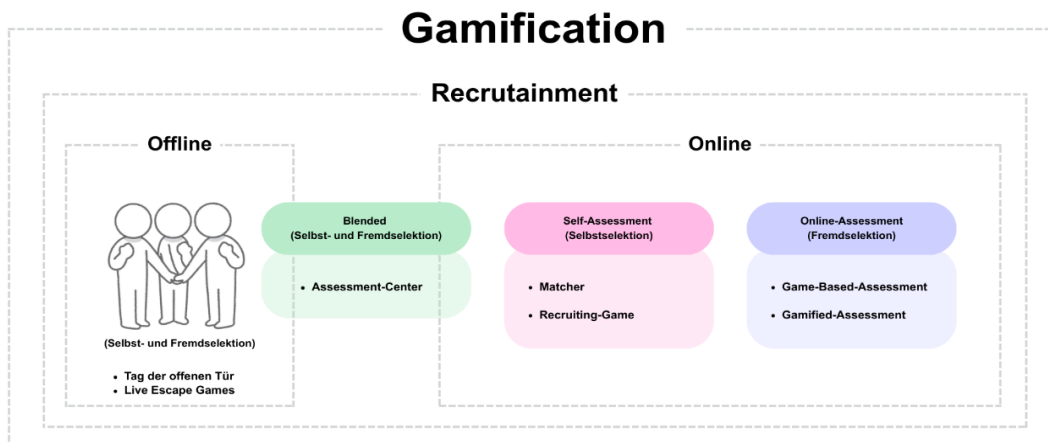 Gamification
Recrutainment
Offline
Online
(Selbst- und Fremdselektion)
• Tag der offenen Tür
• Live Escape Games
Blended
(Selbst- und Fremdselektion)
• Assessment-Center
Self-Assessment
(Selbstselektion)
• Matcher
• Recruiting-Game
Online-Assessment
(Fremdselektion)
• Game-Based-Assessment
• Gamified-Assessment